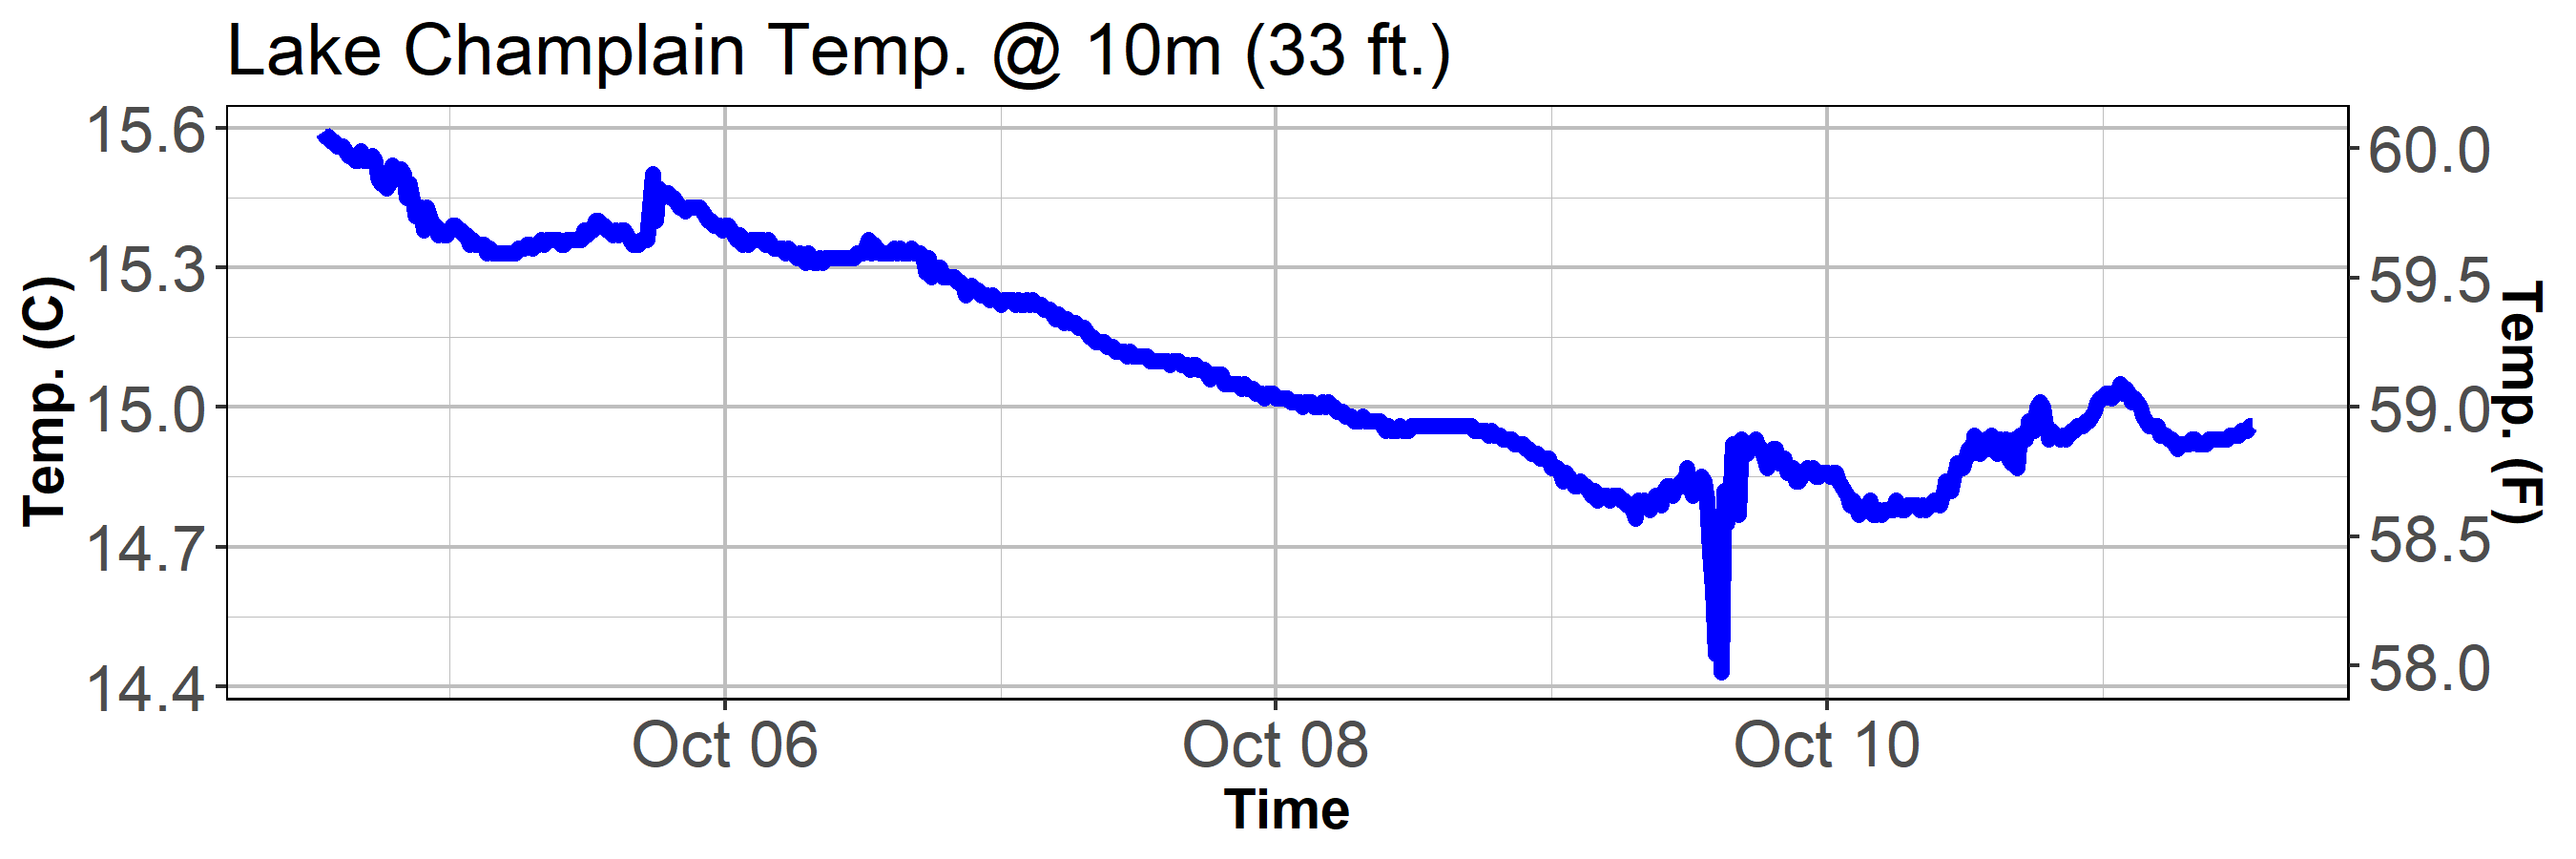 Lake Champlain Temp. @ 10m (33 ft.)
15.6
15.3
15.0
14.7
14.4
Temp. (C)
60.0
59.5
59.0
58.5
58.0
Temp. (F)
Oct 06
Oct 08
Oct 10
Time